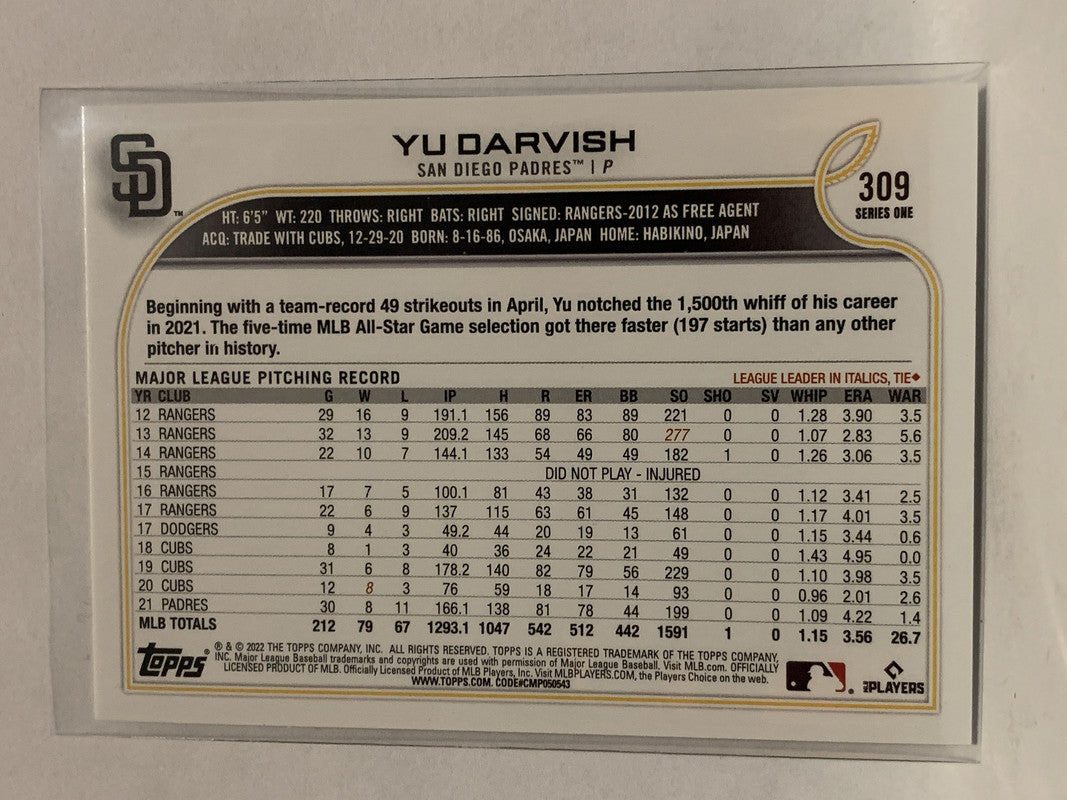 SD™
YU DARVISH
SAN DIEGO PADRES™ | P
309
SERIES ONE
HT: 6'5" WT: 220 THROWS: RIGHT BATS: RIGHT SIGNED: RANGERS-2012 AS FREE AGENT
ACQ: TRADE WITH CUBS, 12-29-20 BORN: 8-16-86, OSAKA, JAPAN HOME: HABIKINO, JAPAN
Beginning with a team-record 49 strikeouts in April, Yu notched the 1,500th whiff of his career
in 2021. The five-time MLB All-Star Game selection got there faster (197 starts) than any other
pitcher in history.
MAJOR LEAGUE PITCHING RECORD LEAGUE LEADER IN ITALICS, TIE◆
YR CLUB G W L IP H R ER BB SO SHO SV WHIP ERA WAR
12 RANGERS 29 16 9 191.1 156 89 83 89 221 0 0 1.28 3.90 3.5
13 RANGERS 32 13 9 209.2 145 68 66 80 277 0 0 1.07 2.83 5.6
14 RANGERS 22 10 7 144.1 133 54 49 49 182 1 0 1.26 3.06 3.5
15 RANGERS DID NOT PLAY - INJURED
16 RANGERS 17 7 5 100.1 81 43 38 31 132 0 0 1.12 3.41 2.5
17 RANGERS 22 6 9 137 115 63 61 45 148 0 0 1.17 4.01 3.5
17 DODGERS 9 4 3 49.2 44 20 19 13 61 0 0 1.15 3.44 0.6
18 CUBS 8 1 3 40 36 24 22 21 49 0 0 1.43 4.95 0.0
19 CUBS 31 6 8 178.2 140 82 79 56 229 0 0 1.10 3.98 3.5
20 CUBS 12 8 3 76 59 18 17 14 93 0 0 0.96 2.01 2.6
21 PADRES 30 8 11 166.1 138 81 78 44 199 0 0 1.09 4.22 1.4
MLB TOTALS 212 79 67 1293.1 1047 542 512 442 1591 1 0 1.15 3.56 26.7
Topps®
® & © 2022 THE TOPPS COMPANY, INC. ALL RIGHTS RESERVED. TOPPS IS A REGISTERED TRADEMARK OF THE TOPPS COMPANY,
INC. Major League Baseball trademarks and copyrights are used with permission of Major League Baseball. Visit MLB.com. OFFICIALLY
LICENSED PRODUCT OF MLB. Officially Licensed Product of MLB Players, Inc. Visit MLBPLAYERS.COM, the Players Choice on the web.
WWW.TOPPS.COM. CODE#CMP050543
MLB PLAYERS